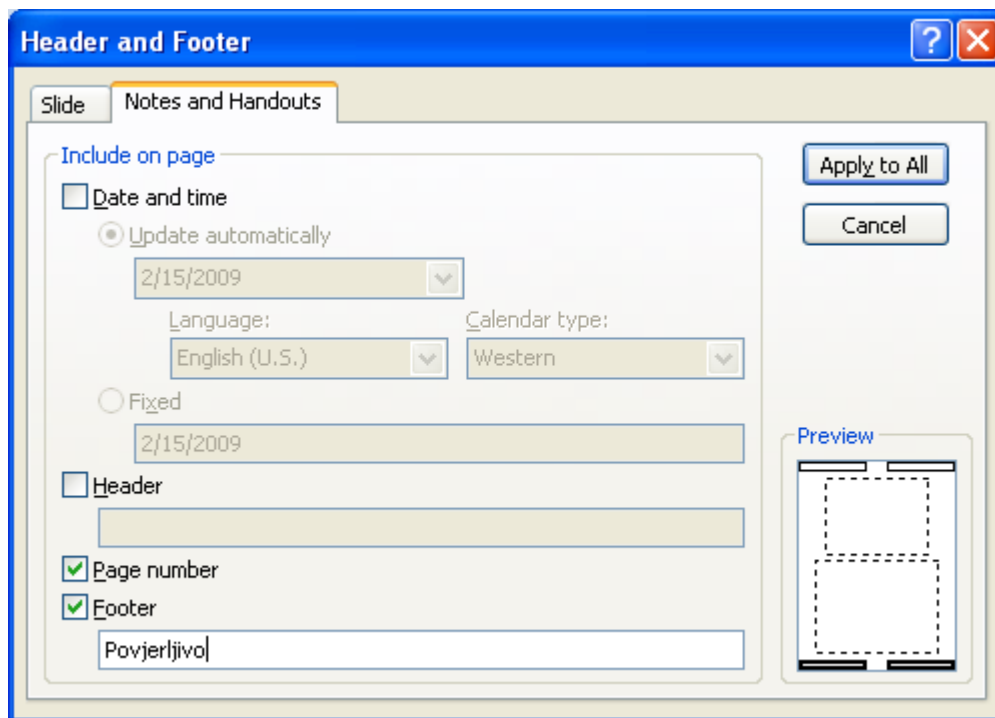 Header and Footer
Slide
Notes and Handouts
Include on page
Date and time
Update automatically
2/15/2009
Language:
Calendar type:
English (U.S.)
Western
Fixed
2/15/2009
Header
Page number
Footer
Povjerljivo
Apply to All
Cancel
Preview